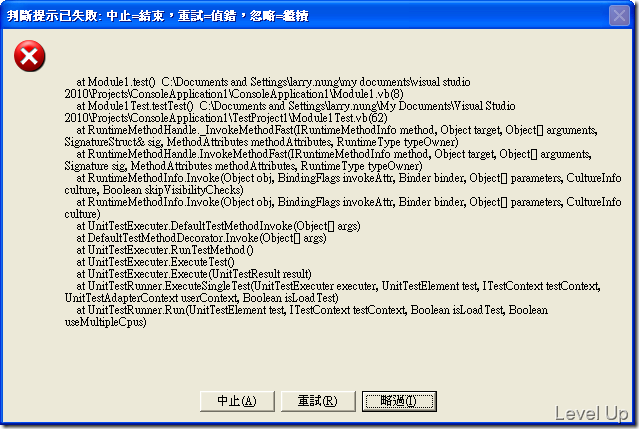 判斷提示已失敗: 中止=結束，重試=偵錯，忽略=繼續
at Module1.test()  C:\Documents and Settings\larry.nung\my documents\visual studio
2010\Projects\ConsoleApplication1\ConsoleApplication1\Module1.vb(8)
at Module1Test.testTest()  C:\Documents and Settings\larry.nung\My Documents\Visual Studio
2010\Projects\ConsoleApplication1\TestProject1\Module1Test.vb(62)
at RuntimeMethodHandle._InvokeMethodFast(IRuntimeMethodInfo method, Object target, Object[] arguments,
SignatureStruct& sig, MethodAttributes methodAttributes, RuntimeType typeOwner)
at RuntimeMethodHandle.InvokeMethodFast(IRuntimeMethodInfo method, Object target, Object[] arguments,
Signature sig, MethodAttributes methodAttributes, RuntimeType typeOwner)
at RuntimeMethodInfo.Invoke(Object obj, BindingFlags invokeAttr, Binder binder, Object[] parameters, CultureInfo
culture, Boolean skipVisibilityChecks)
at RuntimeMethodInfo.Invoke(Object obj, BindingFlags invokeAttr, Binder binder, Object[] parameters, CultureInfo
culture)
at UnitTestExecuter.DefaultTestMethodInvoke(Object[] args)
at DefaultTestMethodDecorator.Invoke(Object[] args)
at UnitTestExecuter.RunTestMethod()
at UnitTestExecuter.ExecuteTest()
at UnitTestExecuter.Execute(UnitTestResult result)
at UnitTestRunner.ExecuteSingleTest(UnitTestExecuter executer, UnitTestElement test, ITestContext testContext,
UnitTestAdapterContext userContext, Boolean isLoadTest)
at UnitTestRunner.Run(UnitTestElement test, ITestContext testContext, Boolean isLoadTest, Boolean
useMultipleCpus)
中止(A) 重試(R) 略過(I)
Level Up